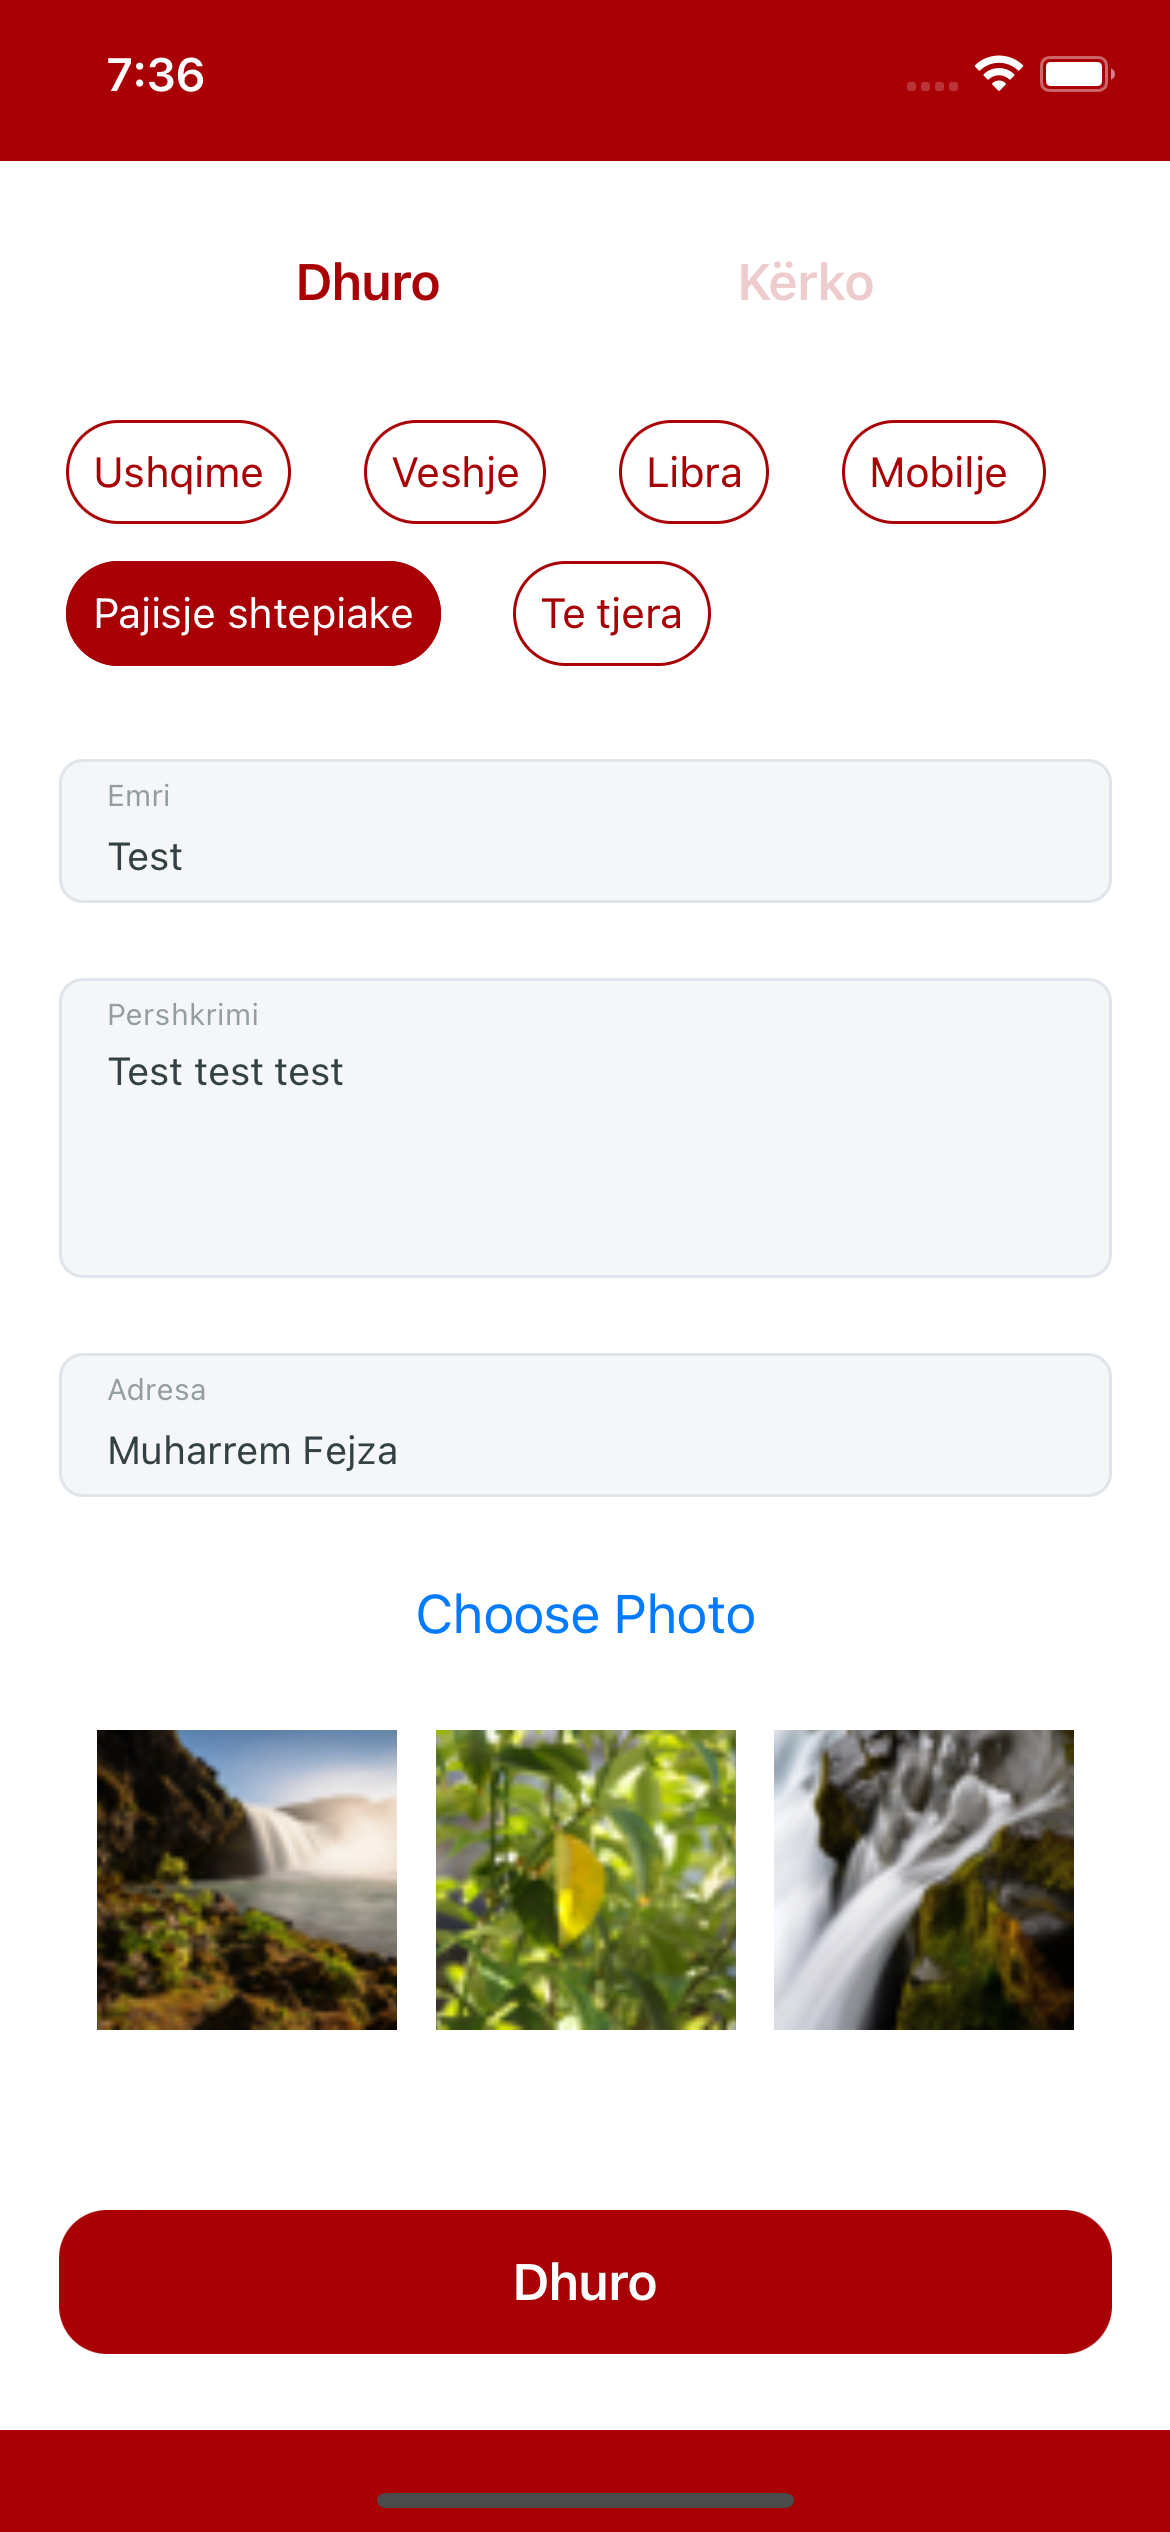 7:36
Dhuro Kërko
Ushqime Veshje Libra Mobilje
Pajisje shtepiake Te tjera
Emri
Test
Pershkrimi
Test test test
Adresa
Muharrem Fejza
Choose Photo
Dhuro